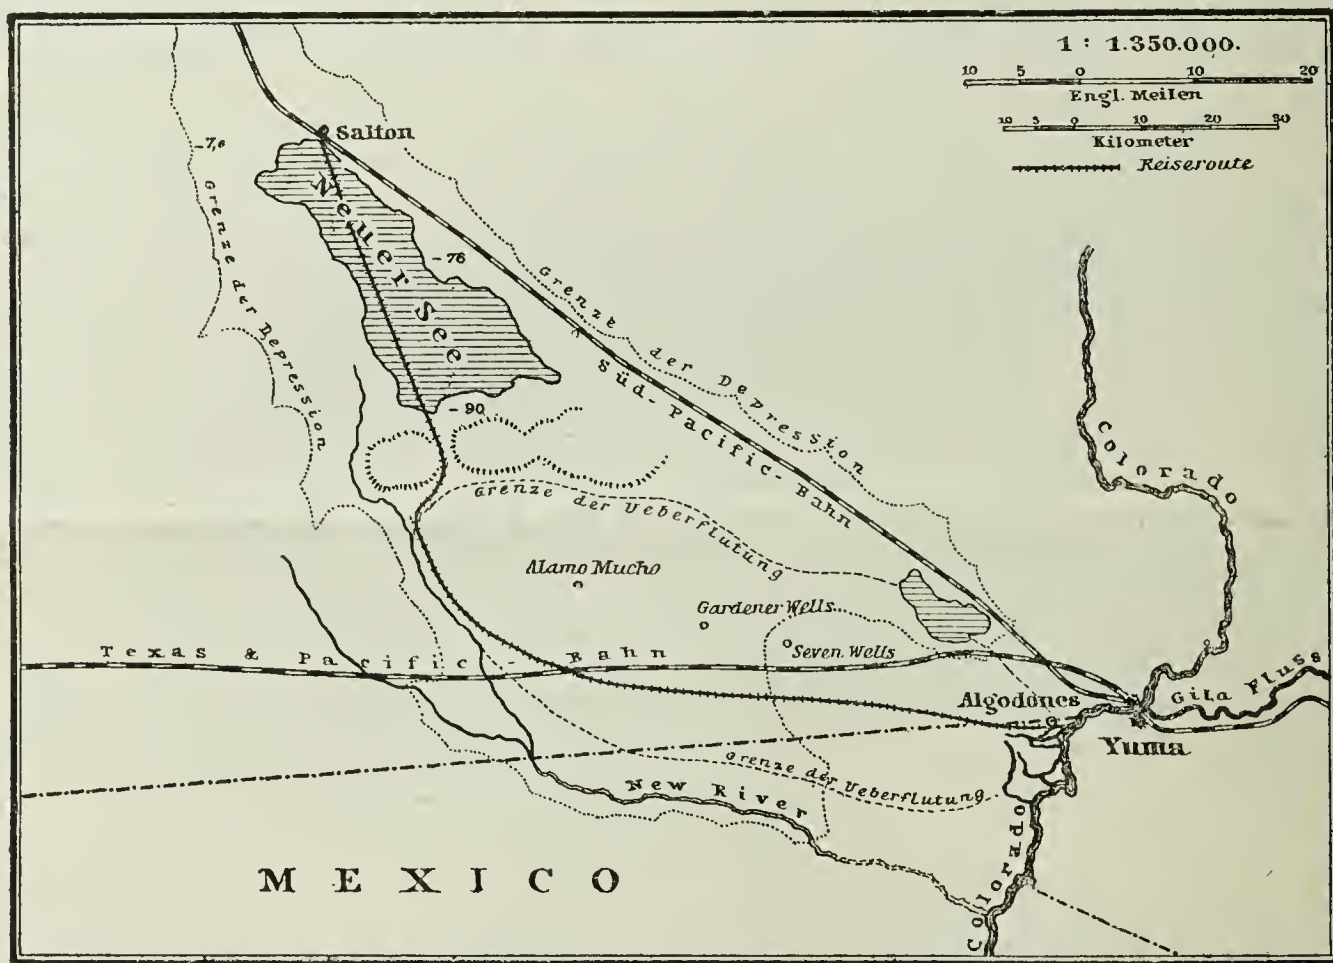 1 : 1.350.000.
10 5 0 10 20
Engl. Meilen
10 5 0 10 20 30
Kilometer
Reiseroute
Salton
-7,6
Neuer See
Grenze der Depression
- 76
Grenze der Depression
Süd-Pacific-Bahn
- 90
Colorado
Grenze der Ueberflutung
Alamo Mucho
Gardener Wells
Seven Wells
Texas & Pacific-Bahn
Algodones
Gila Fluss
Yuma
Grenze der Ueberflutung
New River
Colorado
MEXICO